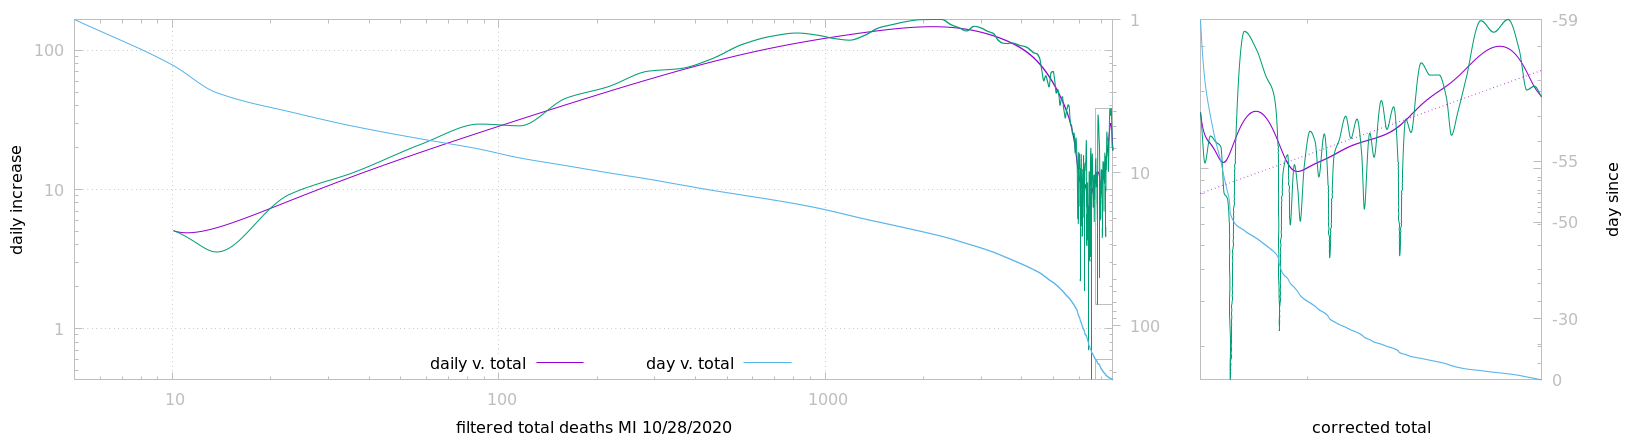 1
-59
100
daily increase
10
-55
day since
10
-50
1
100
-30
daily v. total
day v. total
0
10
100
1000
filtered total deaths MI 10/28/2020
corrected total